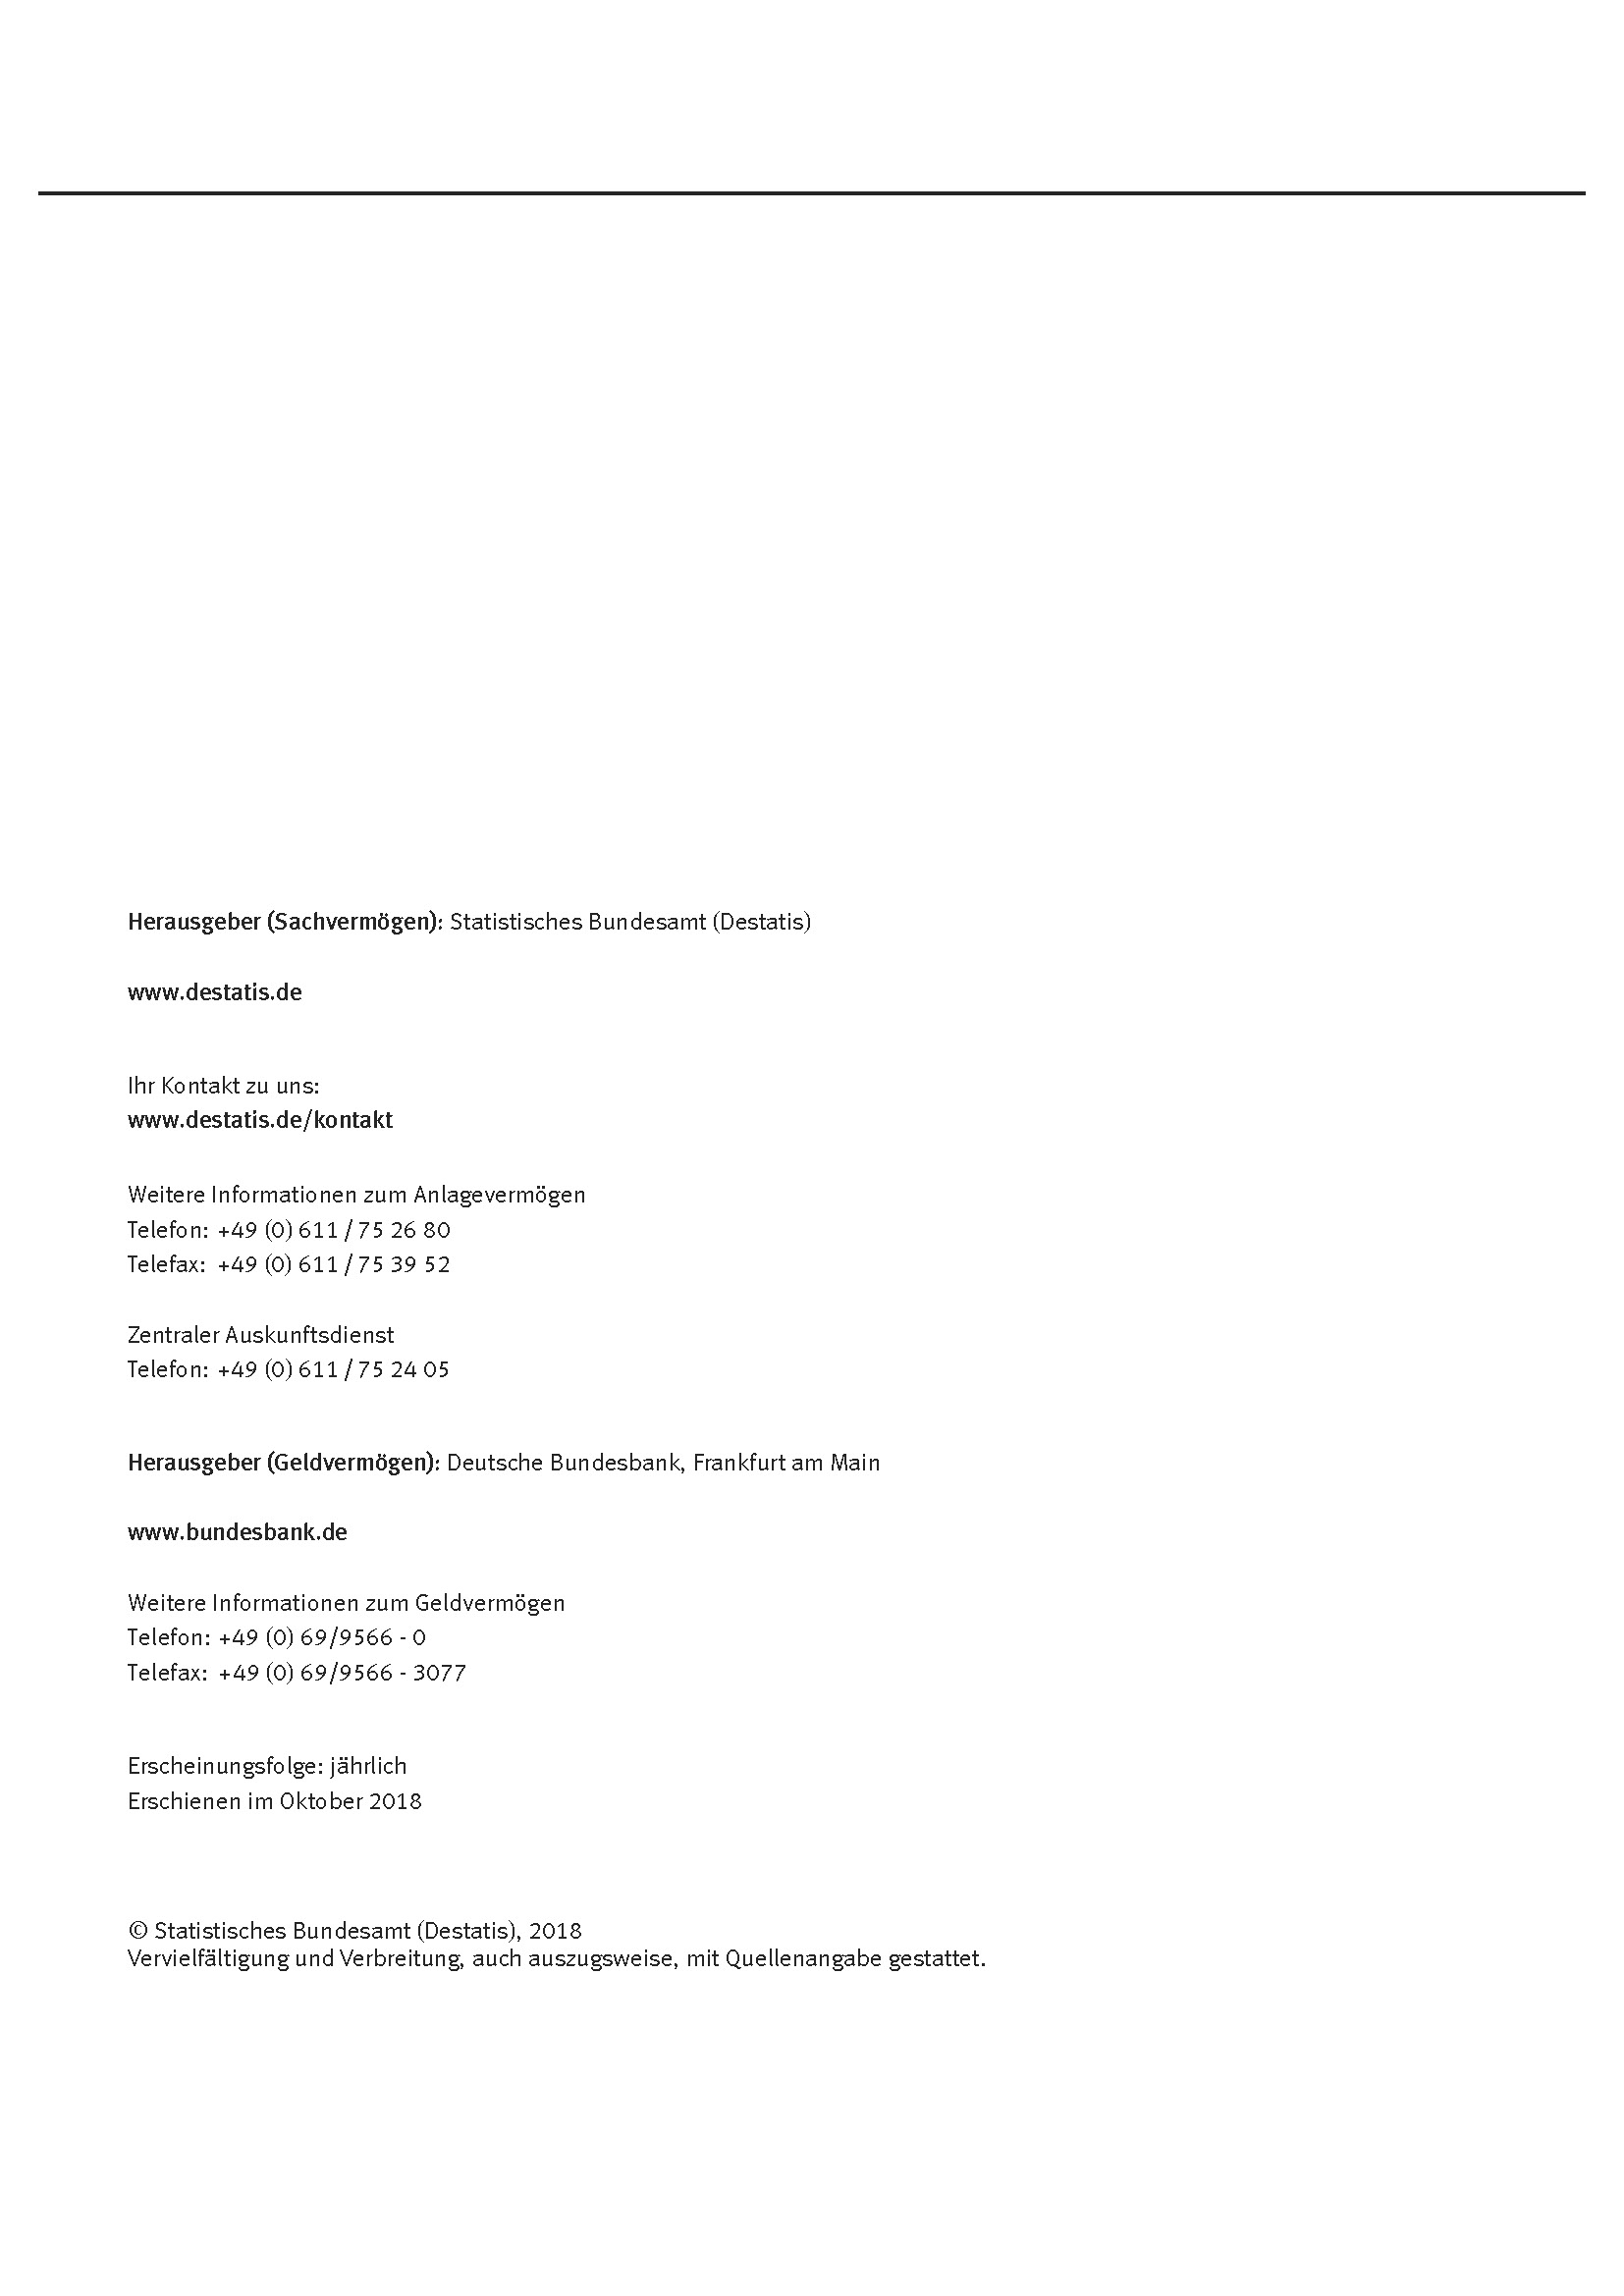 Herausgeber (Sachvermögen): Statistisches Bundesamt (Destatis)
www.destatis.de
Ihr Kontakt zu uns:
www.destatis.de/kontakt
Weitere Informationen zum Anlagevermögen
Telefon: +49 (0) 611 / 75 26 80
Telefax: +49 (0) 611 / 75 39 52
Zentraler Auskunftsdienst
Telefon: +49 (0) 611 / 75 24 05
Herausgeber (Geldvermögen): Deutsche Bundesbank, Frankfurt am Main
www.bundesbank.de
Weitere Informationen zum Geldvermögen
Telefon: +49 (0) 69/9566 - 0
Telefax: +49 (0) 69/9566 - 3077
Erscheinungsfolge: jährlich
Erschienen im Oktober 2018
© Statistisches Bundesamt (Destatis), 2018
Vervielfältigung und Verbreitung, auch auszugsweise, mit Quellenangabe gestattet.